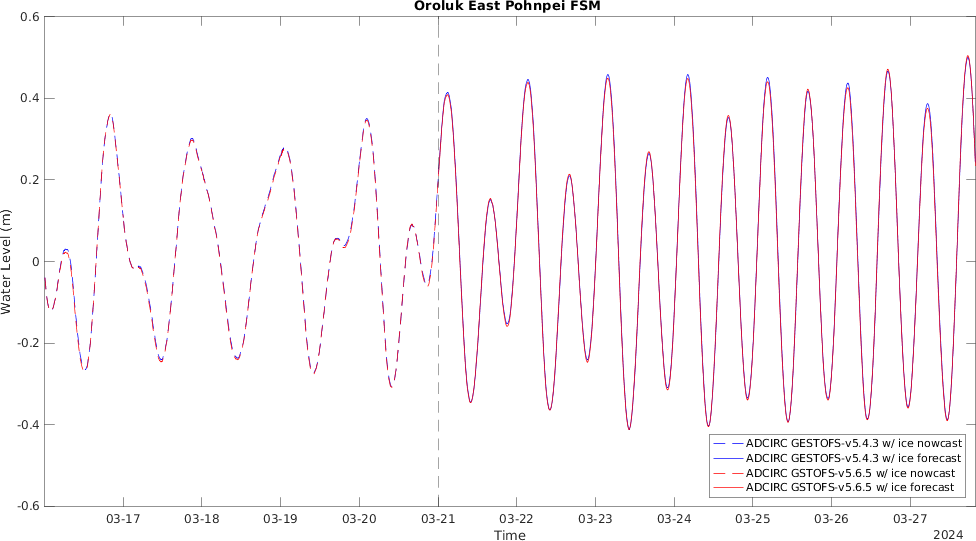 Oroluk East Pohnpei FSM
0.6
0.4
0.2
0
-0.2
-0.4
-0.6
Water Level (m)
ADCIRC GESTOFS-v5.4.3 w/ ice nowcast
ADCIRC GESTOFS-v5.4.3 w/ ice forecast
ADCIRC GSTOFS-v5.6.5 w/ ice nowcast
ADCIRC GSTOFS-v5.6.5 w/ ice forecast
03-17 03-18 03-19 03-20 03-21 03-22 03-23 03-24 03-25 03-26 03-27
Time
2024